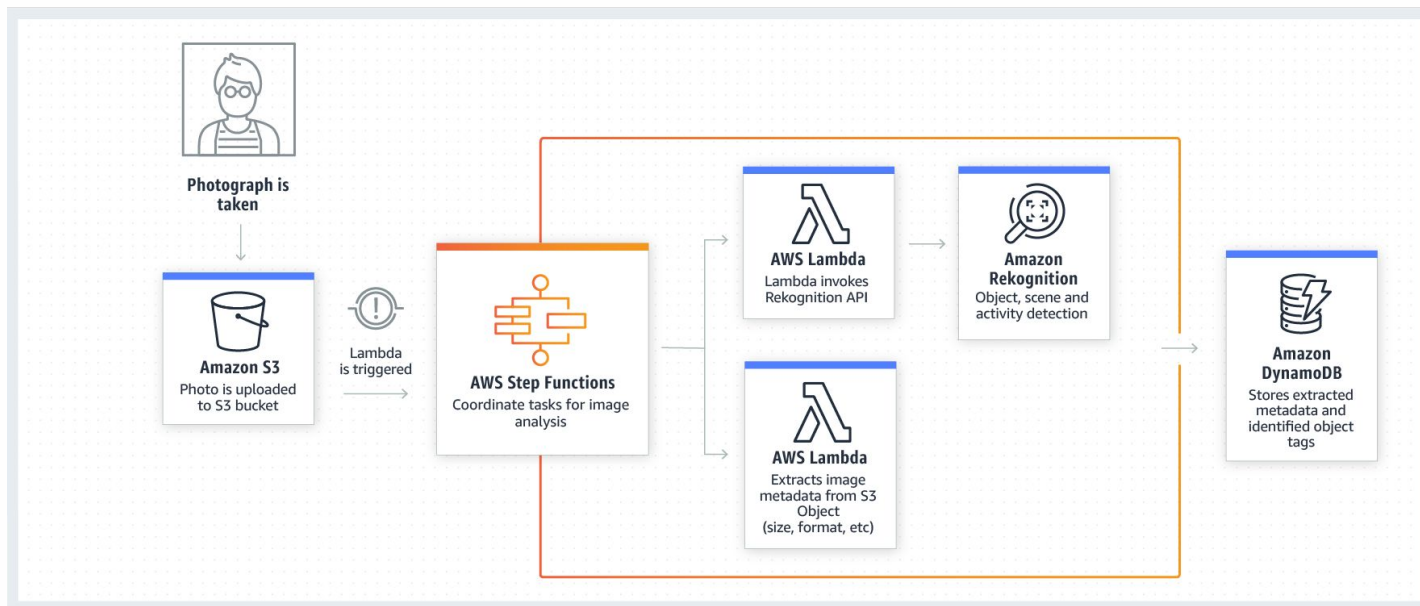 Photograph is
taken
Amazon S3
Photo is uploaded
to S3 bucket
Lambda
is triggered
AWS Step Functions
Coordinate tasks for image
analysis
AWS Lambda
Lambda invokes
Rekognition API
Amazon
Rekognition
Object, scene and
activity detection
AWS Lambda
Extracts image
metadata from S3
Object
(size, format, etc)
Amazon
DynamoDB
Stores extracted
metadata and
identified object
tags